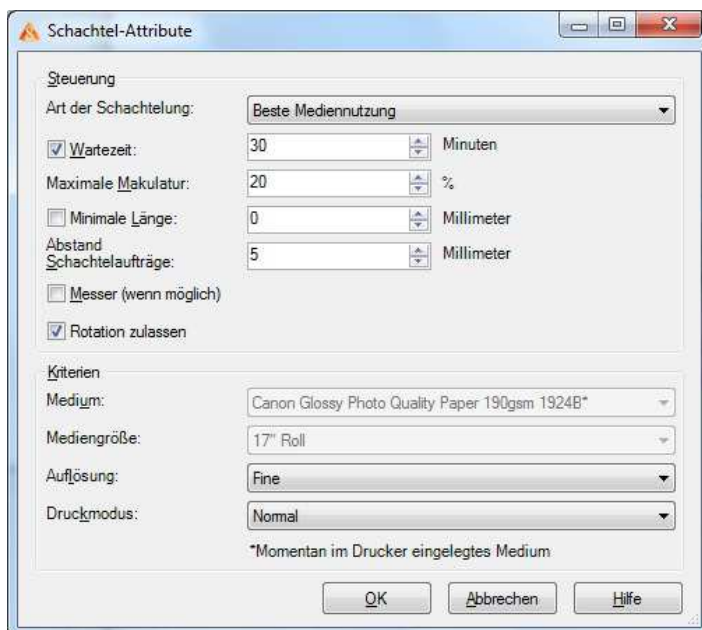 Schachtel-Attribute
Steuerung
Art der Schachtelung: Beste Mediennutzung
Wartezeit: 30 Minuten
Maximale Makulatur: 20 %
Minimale Länge: 0 Millimeter
Abstand
Schachtelaufträge: 5 Millimeter
Messer (wenn möglich)
Rotation zulassen
Kriterien
Medium: Canon Glossy Photo Quality Paper 190gsm 1924B*
Mediengröße: 17" Roll
Auflösung: Fine
Druckmodus: Normal
*Momentan im Drucker eingelegtes Medium
OK Abbrechen Hilfe